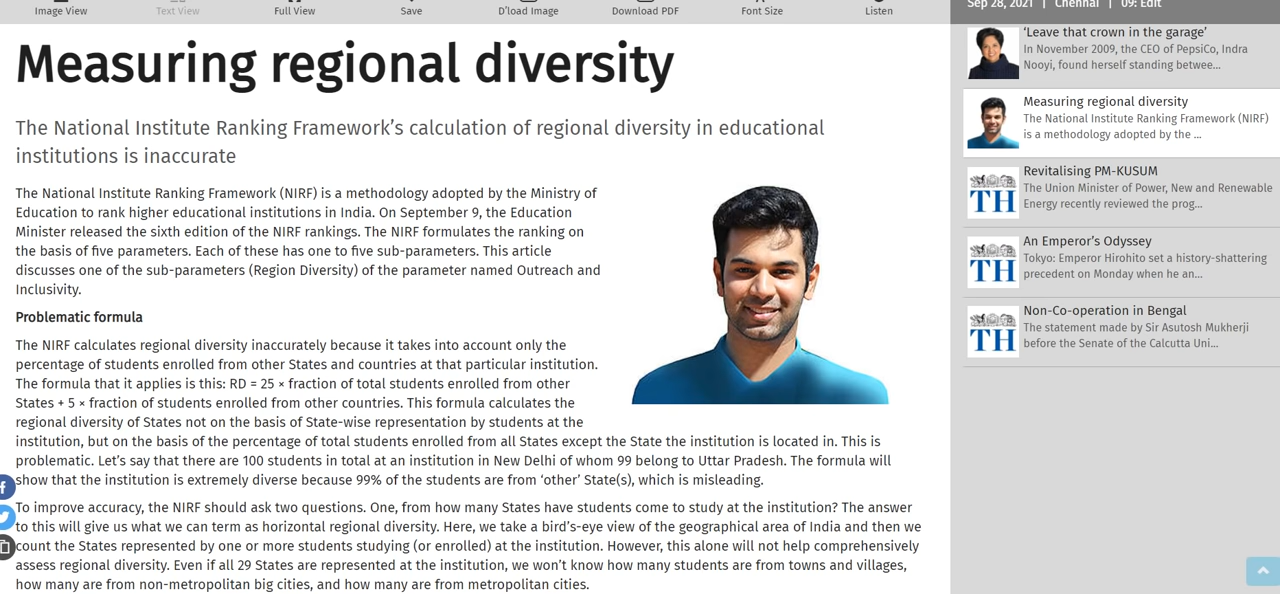 Image View
Text View
Full View
Save
D'load Image
Download PDF
Font Size
Listen
Measuring regional diversity
The National Institute Ranking Framework's calculation of regional diversity in educational
institutions is inaccurate
The National Institute Ranking Framework (NIRF) is a methodology adopted by the Ministry of
Education to rank higher educational institutions in India. On September 9, the Education
Minister released the sixth edition of the NIRF rankings. The NIRF formulates the ranking on
the basis of five parameters. Each of these has one to five sub-parameters. This article
discusses one of the sub-parameters (Region Diversity) of the parameter named Outreach and
Inclusivity.
Problematic formula
The NIRF calculates regional diversity inaccurately because it takes into account only the
percentage of students enrolled from other States and countries at that particular institution.
The formula that it applies is this: RD = 25 × fraction of total students enrolled from other
States + 5 × fraction of students enrolled from other countries. This formula calculates the
regional diversity of States not on the basis of State-wise representation by students at the
institution, but on the basis of the percentage of total students enrolled from all States except the State the institution is located in. This is
problematic. Let's say that there are 100 students in total at an institution in New Delhi of whom 99 belong to Uttar Pradesh. The formula will
show that the institution is extremely diverse because 99% of the students are from 'other' State(s), which is misleading.
To improve accuracy, the NIRF should ask two questions. One, from how many States have students come to study at the institution? The answer
to this will give us what we can term as horizontal regional diversity. Here, we take a bird's-eye view of the geographical area of India and then we
count the States represented by one or more students studying (or enrolled) at the institution. However, this alone will not help comprehensively
assess regional diversity. Even if all 29 States are represented at the institution, we won't know how many students are from towns and villages,
how many are from non-metropolitan big cities, and how many are from metropolitan cities.
Sep 28, 2021 | Chennai | 09: Edit
'Leave that crown in the garage'
In November 2009, the CEO of PepsiCo, Indra
Nooyi, found herself standing betwee...
Measuring regional diversity
The National Institute Ranking Framework (NIRF)
is a methodology adopted by the ...
Revitalising PM-KUSUM
The Union Minister of Power, New and Renewable
Energy recently reviewed the prog...
TH
An Emperor's Odyssey
Tokyo: Emperor Hirohito set a history-shattering
precedent on Monday when he an...
TH
Non-Co-operation in Bengal
The statement made by Sir Asutosh Mukherji
before the Senate of the Calcutta Uni...
TH